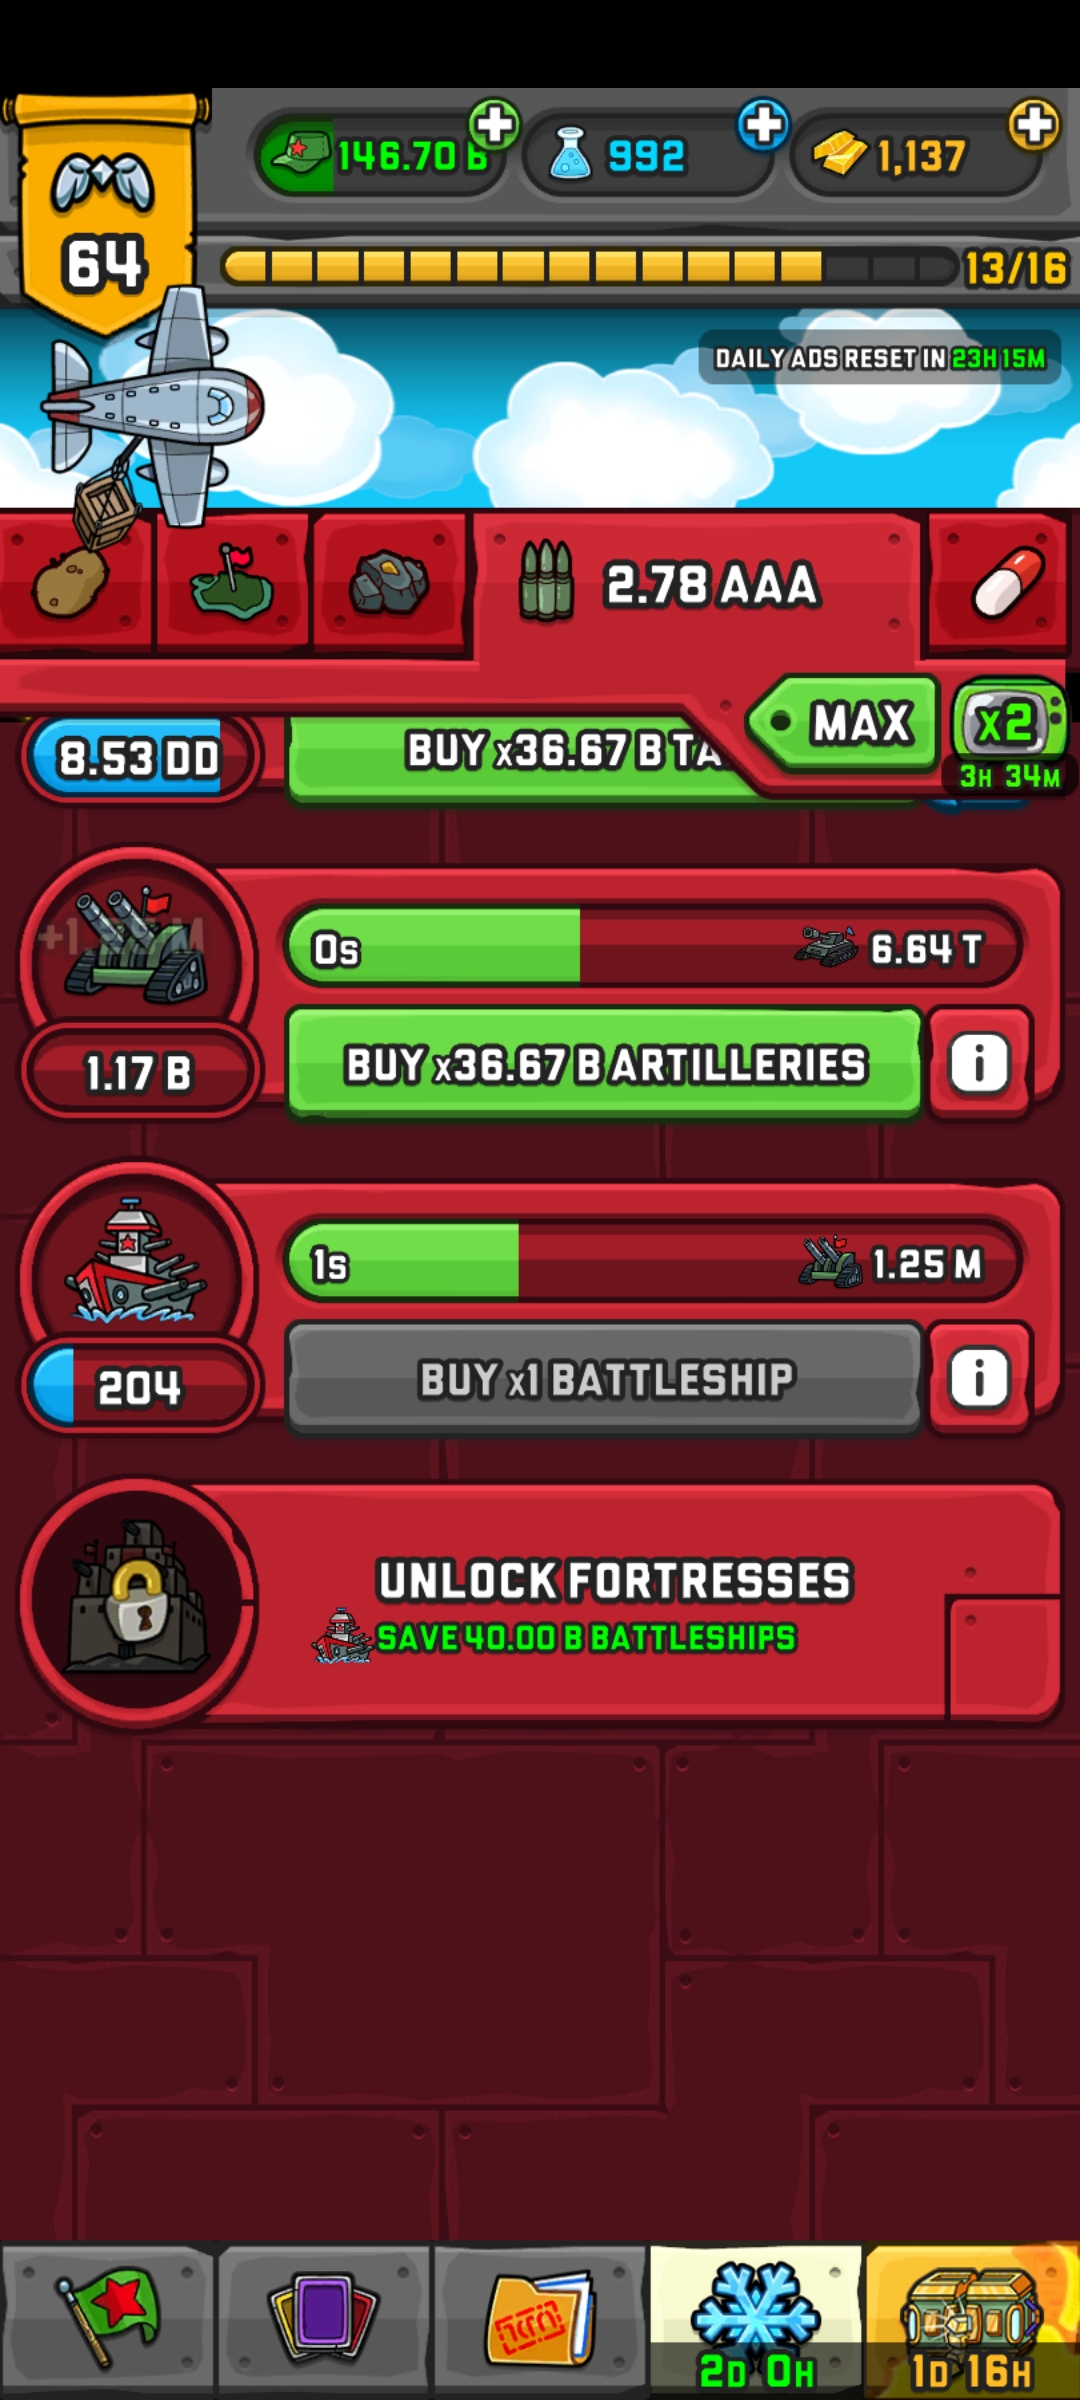 146.70 B
992
1,137
64
13/16
DAILY ADS RESET IN 23H 15M
2.78 AAA
MAX
x2
3H 34M
8.53 DD
BUY x36.67 B TA
0s
6.64 T
1.17 B
BUY x36.67 B ARTILLERIES
i
1s
1.25 M
204
BUY x1 BATTLESHIP
i
UNLOCK FORTRESSES
SAVE 40.00 B BATTLESHIPS
2D 0H
1D 16H